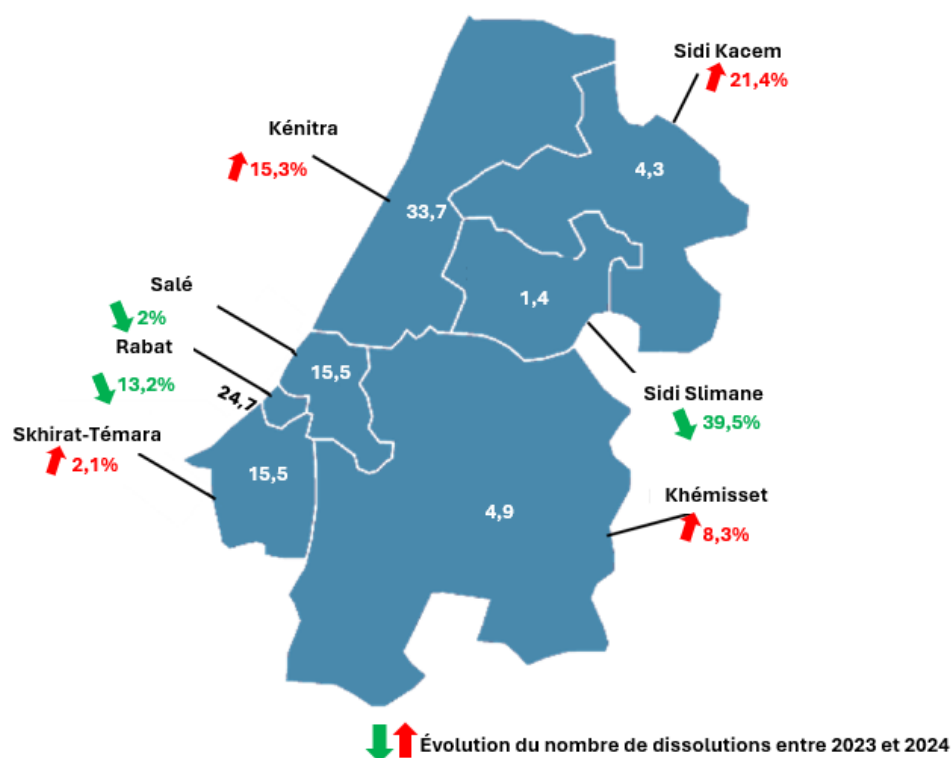 Sidi Kacem
21,4%
Kénitra
15,3%
4,3
33,7
Salé
2%
1,4
Rabat
13,2%
15,5
24,7
Sidi Slimane
39,5%
Skhirat-Témara
2,1%
15,5
Khémisset
8,3%
4,9
Évolution du nombre de dissolutions entre 2023 et 2024